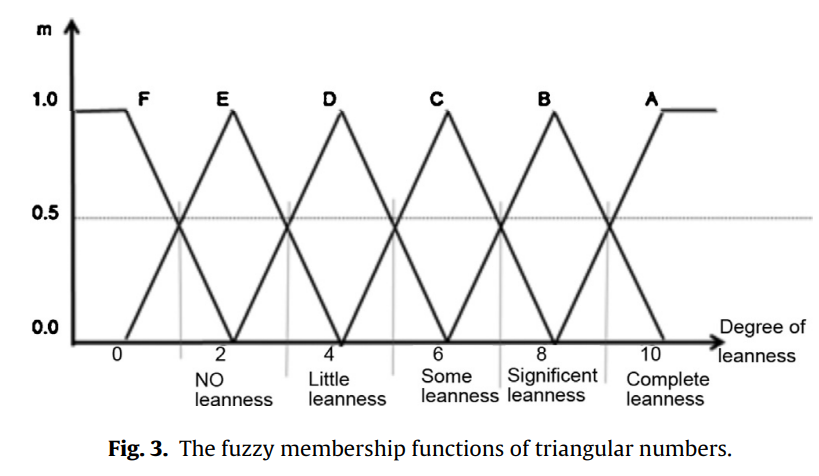 m
1.0 F E D C B A
0.5
0.0
0 2 4 6 8 10
Degree of
leanness
NO
leanness
Little
leanness
Some
leanness
Significent
leanness
Complete
leanness
Fig. 3. The fuzzy membership functions of triangular numbers.